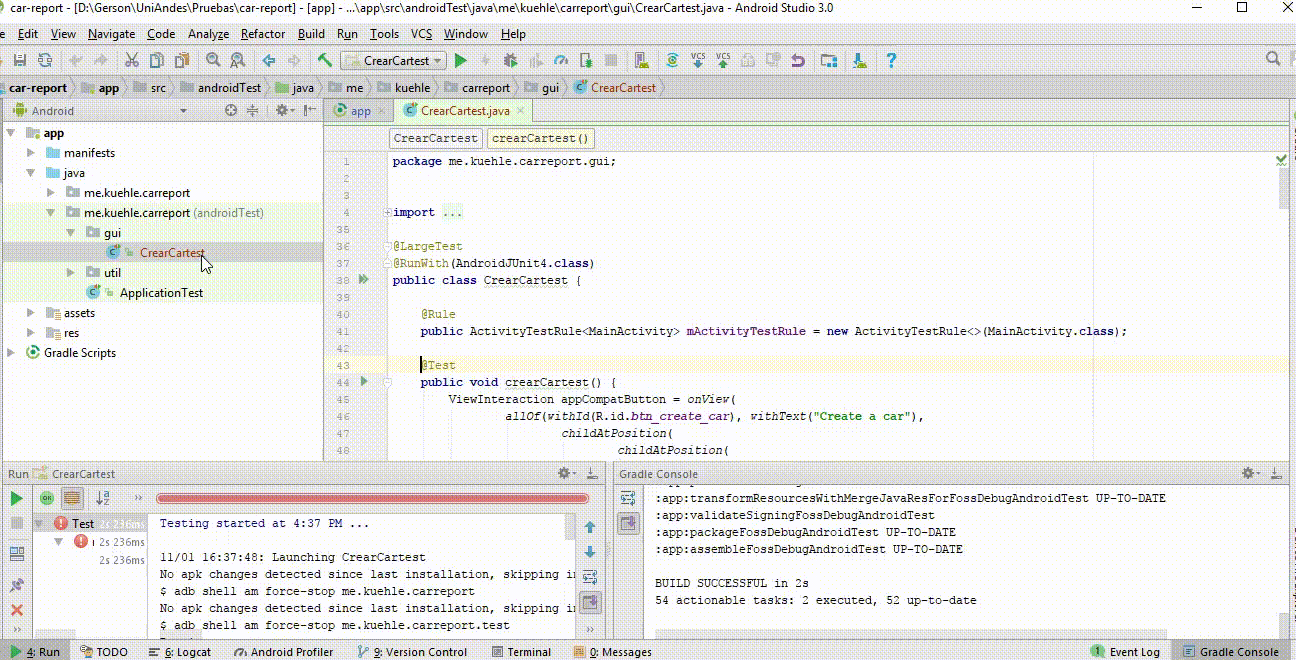 car-report - [D:\Gerson\UniAndes\Pruebas\car-report] - [app] - ...\app\src\androidTest\java\me\kuehle\carreport\gui\CrearCartest.java - Android Studio 3.0
Edit View Navigate Code Analyze Refactor Build Run Tools VCS Window Help
CrearCartest VCS VCS ?
car-report app src androidTest java me kuehle carreport gui CrearCartest
Android
app CrearCartest.java
app
manifests
java
me.kuehle.carreport
me.kuehle.carreport (androidTest)
gui
CrearCartest
util
ApplicationTest
assets
res
Gradle Scripts
CrearCartest crearCartest()
1 package me.kuehle.carreport.gui;
2
3
4 import ...
35
36 @LargeTest
37 @RunWith(AndroidJUnit4.class)
38 public class CrearCartest {
39
40 @Rule
41 public ActivityTestRule<MainActivity> mActivityTestRule = new ActivityTestRule<>(MainActivity.class);
42
43 @Test
44 public void crearCartest() {
45 ViewInteraction appCompatButton = onView(
46 allOf(withId(R.id.btn_create_car), withText("Create a car"),
47 childAtPosition(
48 childAtPosition(
Run CrearCartest
Test 2s 236ms
2s 236ms
2s 236ms
Testing started at 4:37 PM ...
11/01 16:37:48: Launching CrearCartest
No apk changes detected since last installation, skipping
$ adb shell am force-stop me.kuehle.carreport
No apk changes detected since last installation, skipping
$ adb shell am force-stop me.kuehle.carreport.test
Gradle Console
:app:transformResourcesWithMergeJavaResForFossDebugAndroidTest UP-TO-DATE
:app:validateSigningFossDebugAndroidTest
:app:packageFossDebugAndroidTest UP-TO-DATE
:app:assembleFossDebugAndroidTest UP-TO-DATE
BUILD SUCCESSFUL in 2s
54 actionable tasks: 2 executed, 52 up-to-date
4: Run TODO 6: Logcat Android Profiler 9: Version Control Terminal 0: Messages 1 Event Log Gradle Console